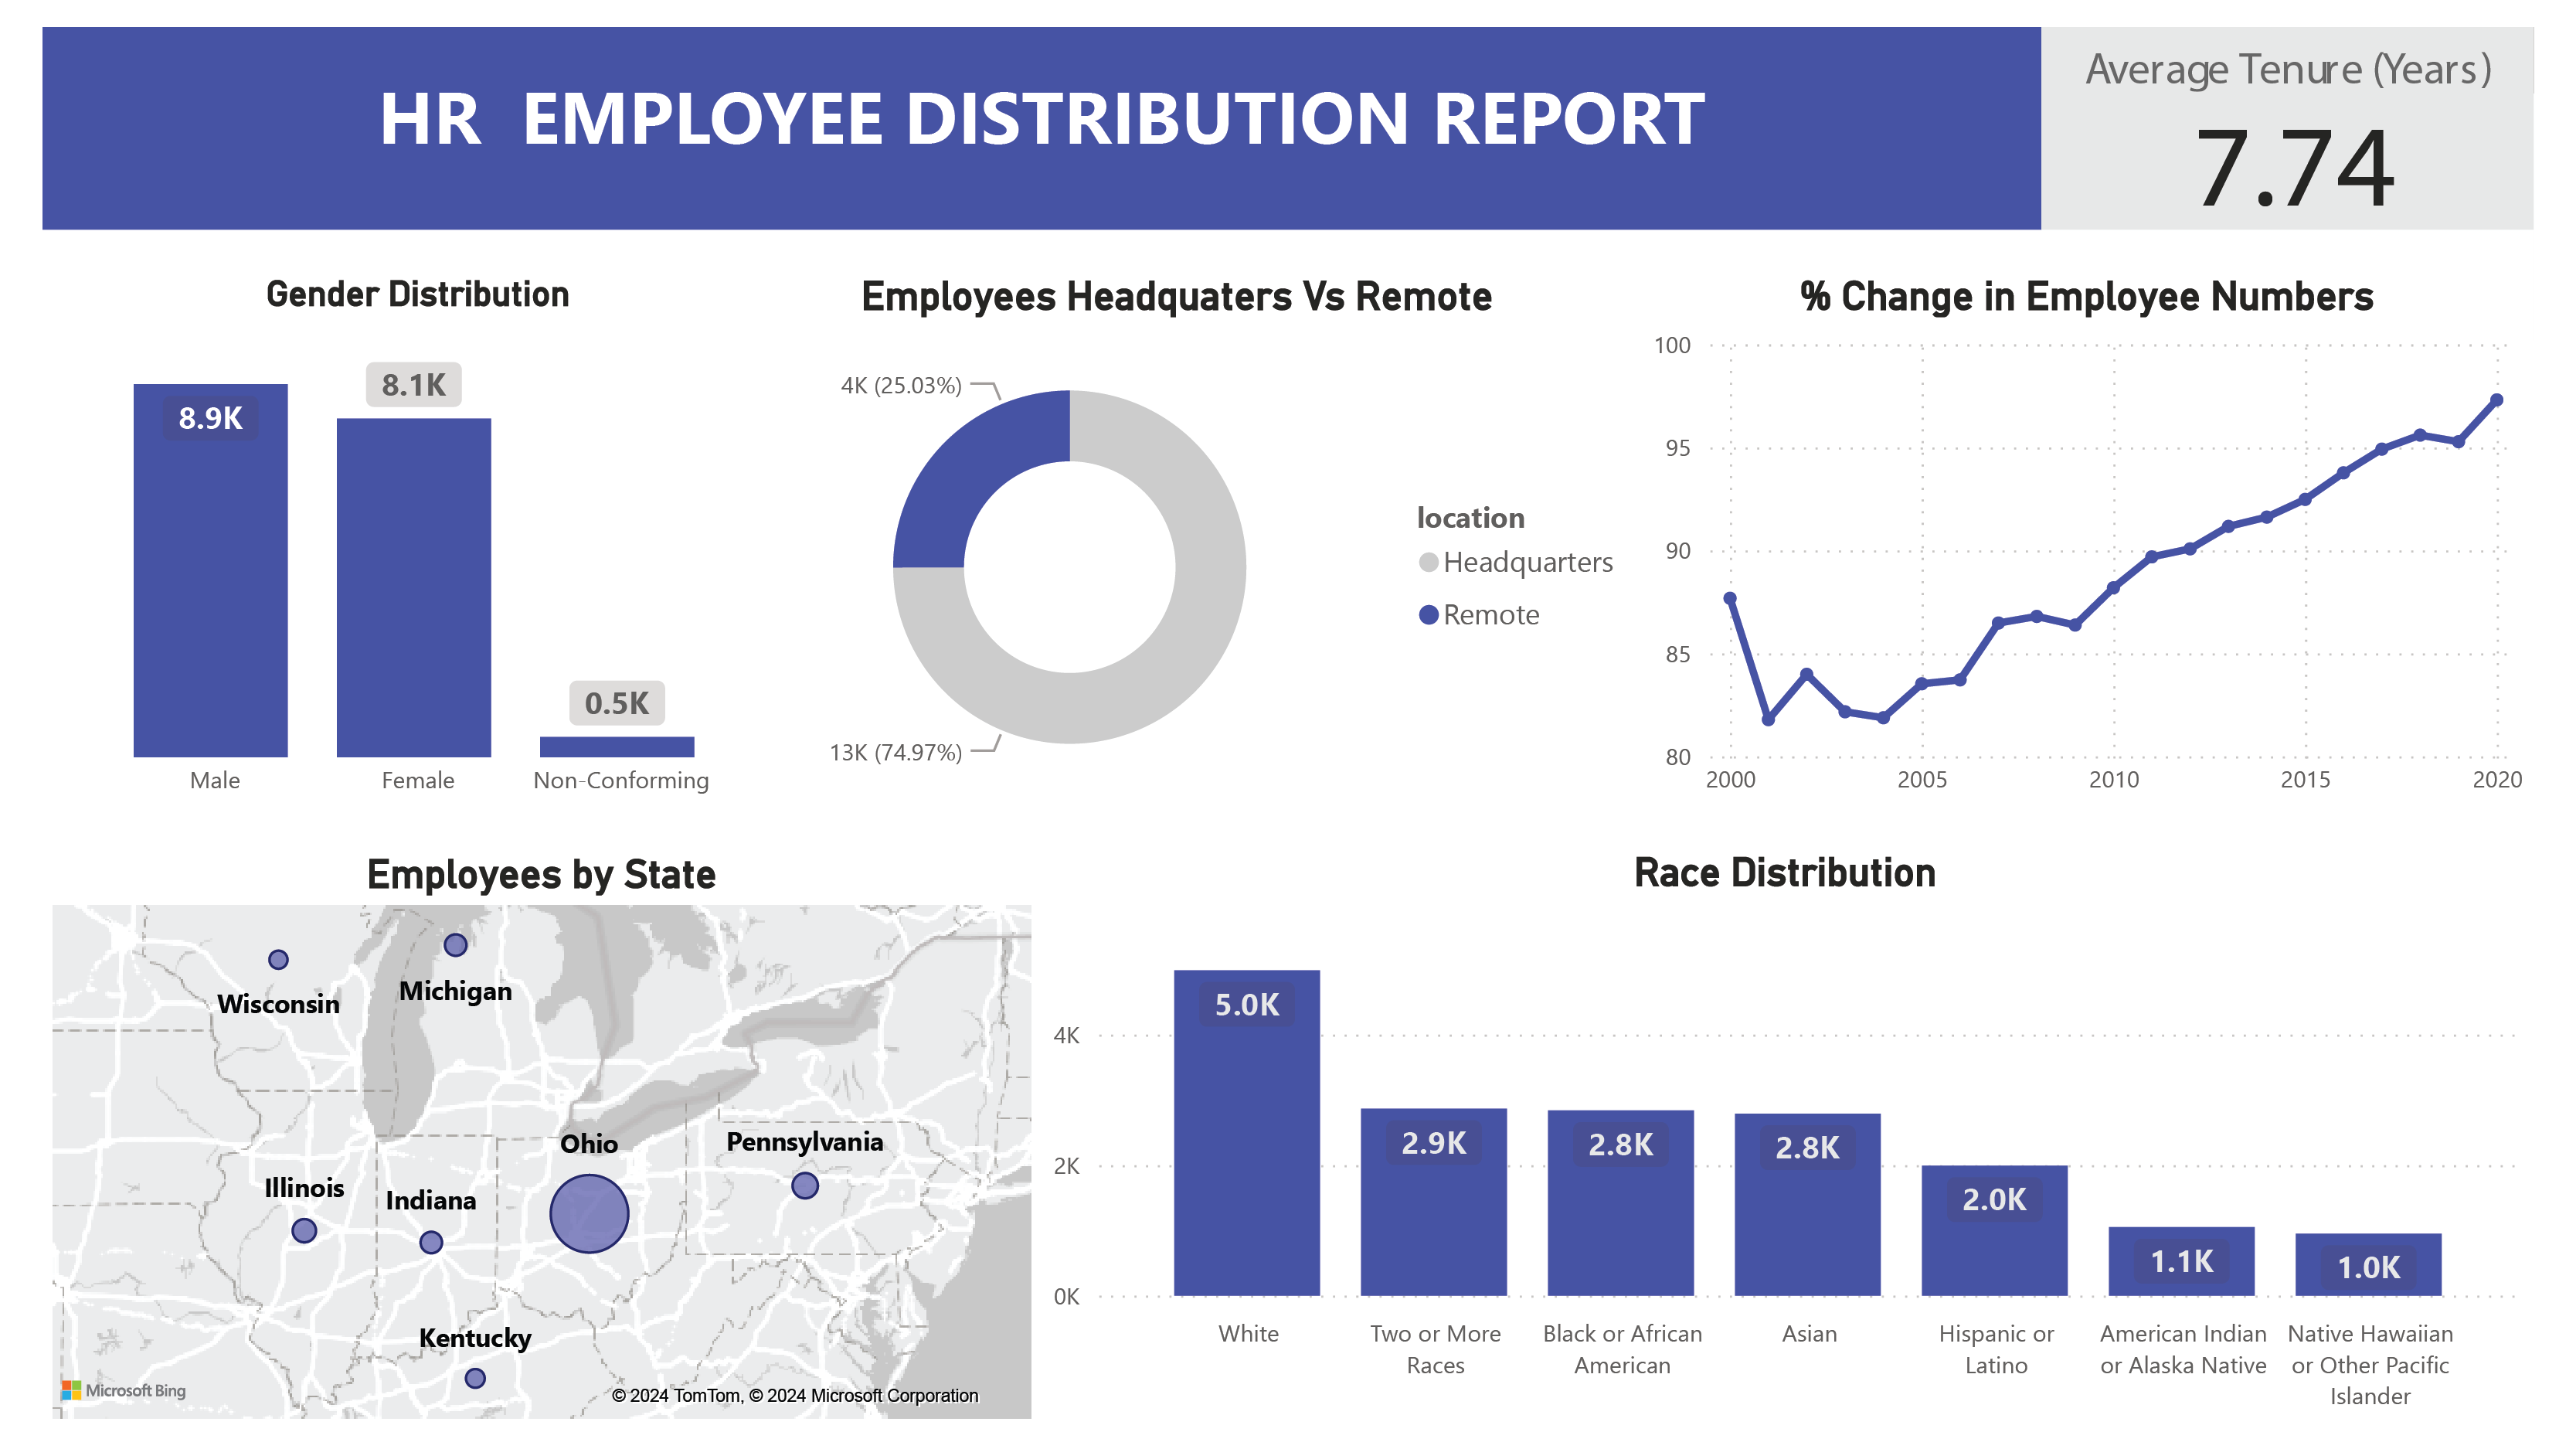 HR EMPLOYEE DISTRIBUTION REPORT
Average Tenure (Years)
7.74
Gender Distribution
8.9K
8.1K
0.5K
Male
Female
Non-Conforming
Employees Headquaters Vs Remote
4K (25.03%)
13K (74.97%)
location
Headquarters
Remote
% Change in Employee Numbers
100
95
90
85
80
2000
2005
2010
2015
2020
Employees by State
Wisconsin
Michigan
Ohio
Pennsylvania
Illinois
Indiana
Kentucky
Microsoft Bing
© 2024 TomTom, © 2024 Microsoft Corporation
Race Distribution
4K
2K
0K
5.0K
2.9K
2.8K
2.8K
2.0K
1.1K
1.0K
White
Two or More
Races
Black or African
American
Asian
Hispanic or
Latino
American Indian
or Alaska Native
Native Hawaiian
or Other Pacific
Islander